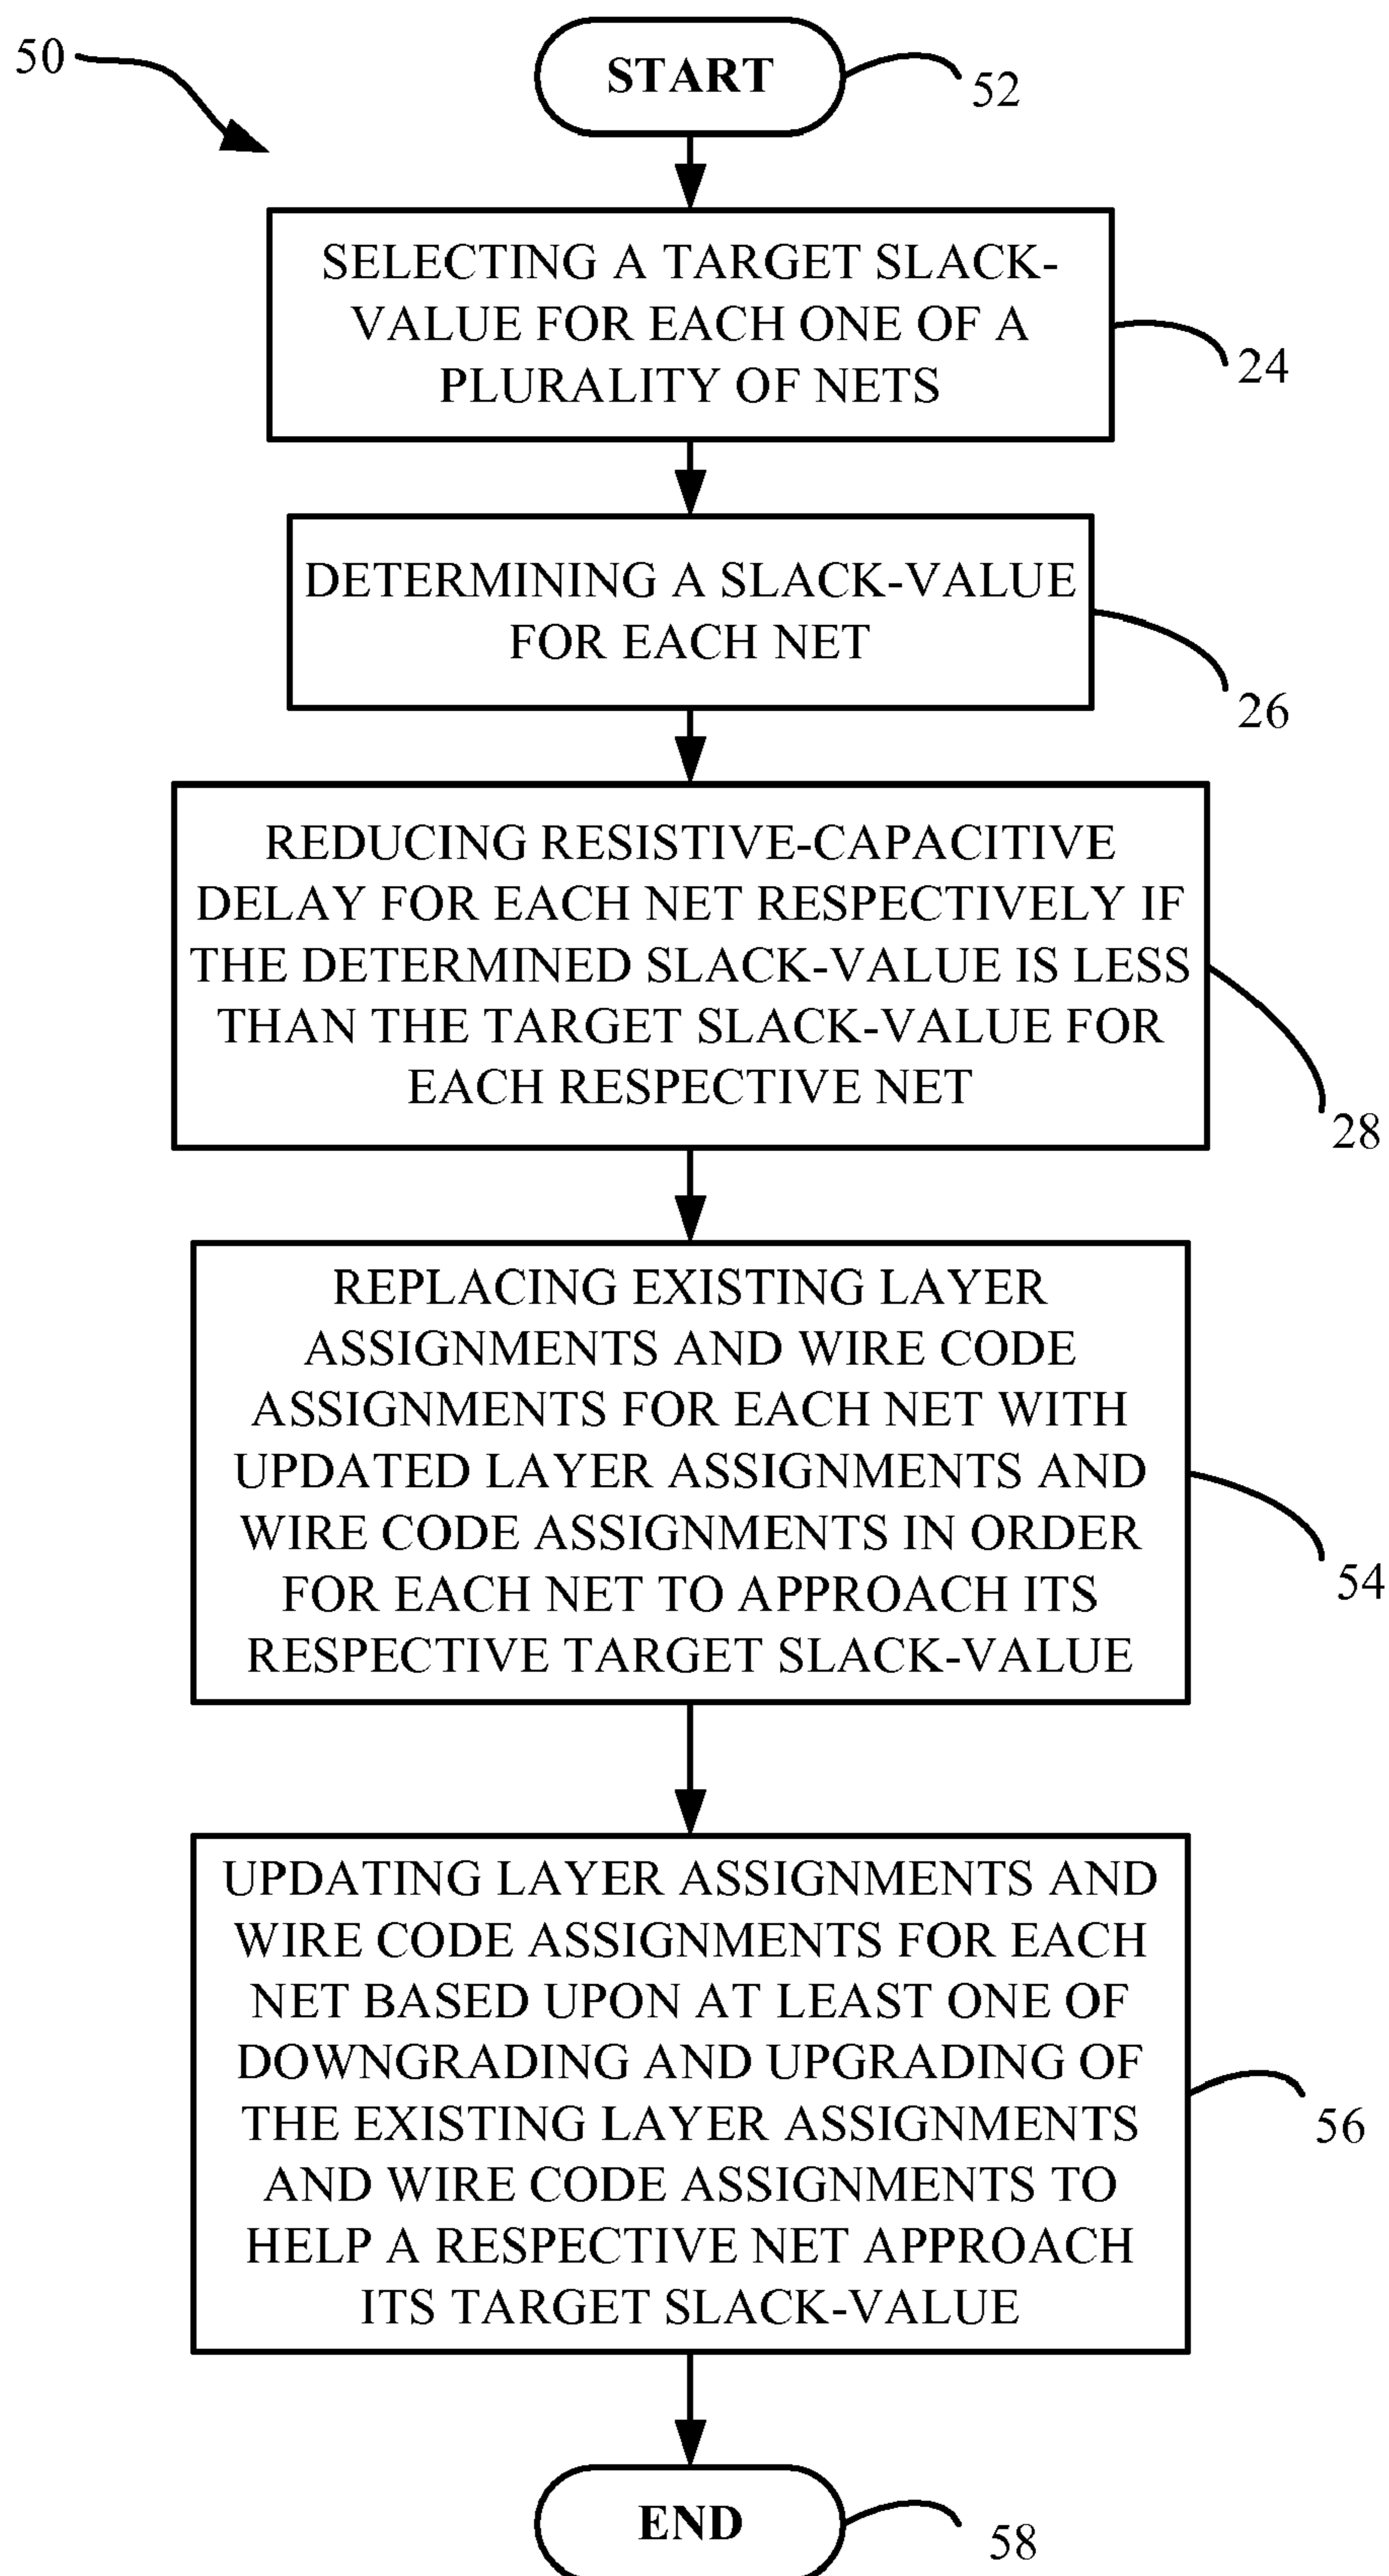 50
START
52
SELECTING A TARGET SLACK-
VALUE FOR EACH ONE OF A
PLURALITY OF NETS
24
DETERMINING A SLACK-VALUE
FOR EACH NET
26
REDUCING RESISTIVE-CAPACITIVE
DELAY FOR EACH NET RESPECTIVELY IF
THE DETERMINED SLACK-VALUE IS LESS
THAN THE TARGET SLACK-VALUE FOR
EACH RESPECTIVE NET
28
REPLACING EXISTING LAYER
ASSIGNMENTS AND WIRE CODE
ASSIGNMENTS FOR EACH NET WITH
UPDATED LAYER ASSIGNMENTS AND
WIRE CODE ASSIGNMENTS IN ORDER
FOR EACH NET TO APPROACH ITS
RESPECTIVE TARGET SLACK-VALUE
54
UPDATING LAYER ASSIGNMENTS AND
WIRE CODE ASSIGNMENTS FOR EACH
NET BASED UPON AT LEAST ONE OF
DOWNGRADING AND UPGRADING OF
THE EXISTING LAYER ASSIGNMENTS
AND WIRE CODE ASSIGNMENTS TO
HELP A RESPECTIVE NET APPROACH
ITS TARGET SLACK-VALUE
56
END
58